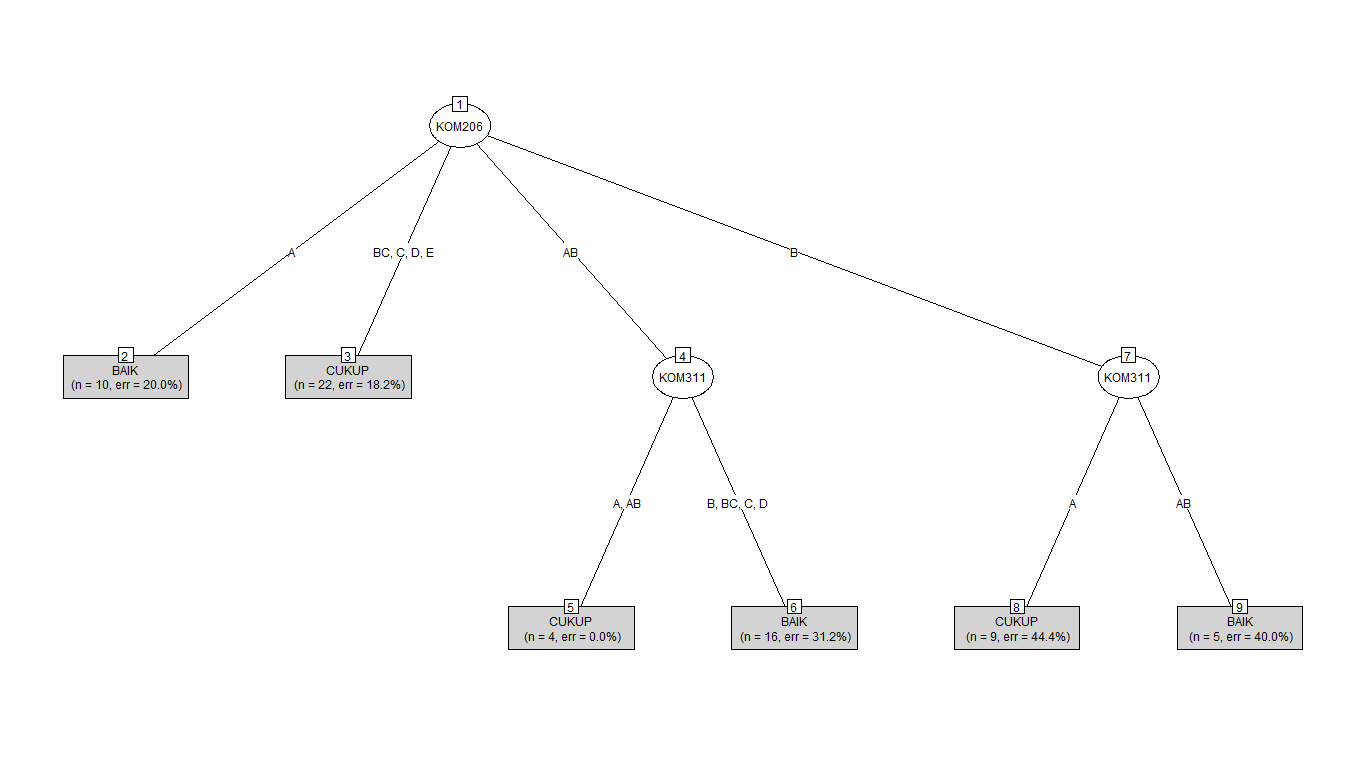 1
KOM206
A
BC, C, D, E
AB
B
2
BAIK
(n = 10, err = 20.0%)
3
CUKUP
(n = 22, err = 18.2%)
4
KOM311
7
KOM311
A, AB
B, BC, C, D
A
AB
5
CUKUP
(n = 4, err = 0.0%)
6
BAIK
(n = 16, err = 31.2%)
8
CUKUP
(n = 9, err = 44.4%)
9
BAIK
(n = 5, err = 40.0%)